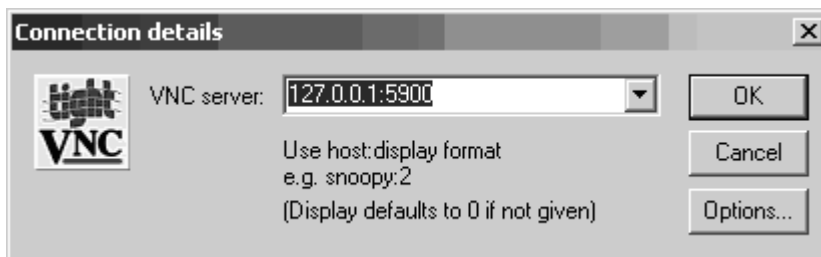 Connection details
tight
VNC
VNC server:
127.0.0.1:5900
OK
Use host:display format
e.g. snoopy:2
Cancel
(Display defaults to 0 if not given)
Options...